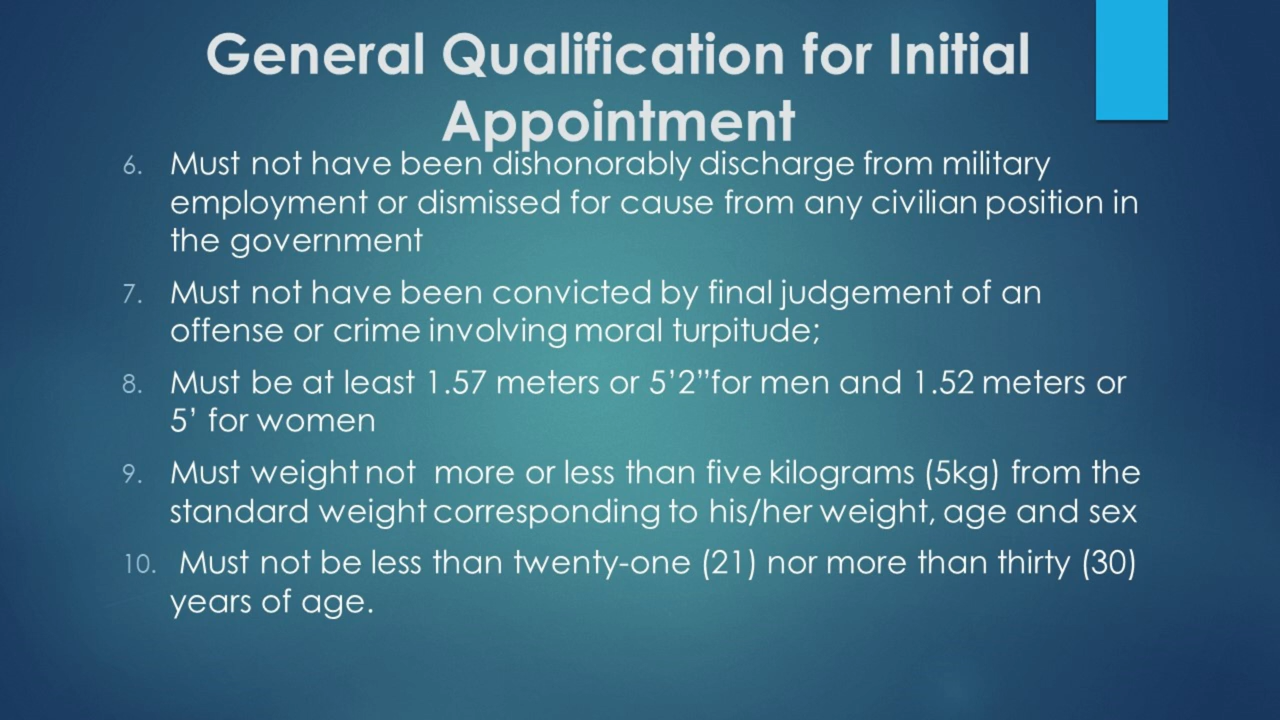 General Qualification for Initial
Appointment
6. Must not have been dishonorably discharge from military
employment or dismissed for cause from any civilian position in
the government
7. Must not have been convicted by final judgement of an
offense or crime involving moral turpitude;
8. Must be at least 1.57 meters or 5’2”for men and 1.52 meters or
5’ for women
9. Must weight not more or less than five kilograms (5kg) from the
standard weight corresponding to his/her weight, age and sex
10. Must not be less than twenty-one (21) nor more than thirty (30)
years of age.